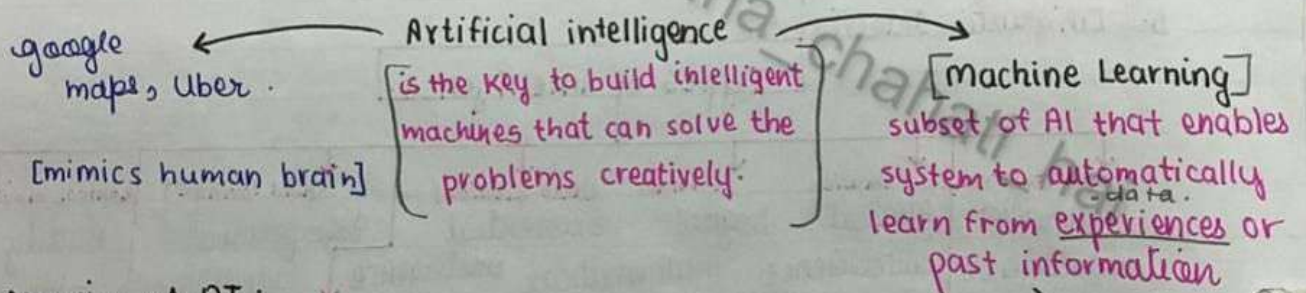 Artificial intelligence
google
maps, Uber.
[mimics human brain]
[is the key to build intelligent
machines that can solve the
problems creatively.]
[Machine Learning]
subset of AI that enables
system to automatically
data.
learn from experiences or
past information